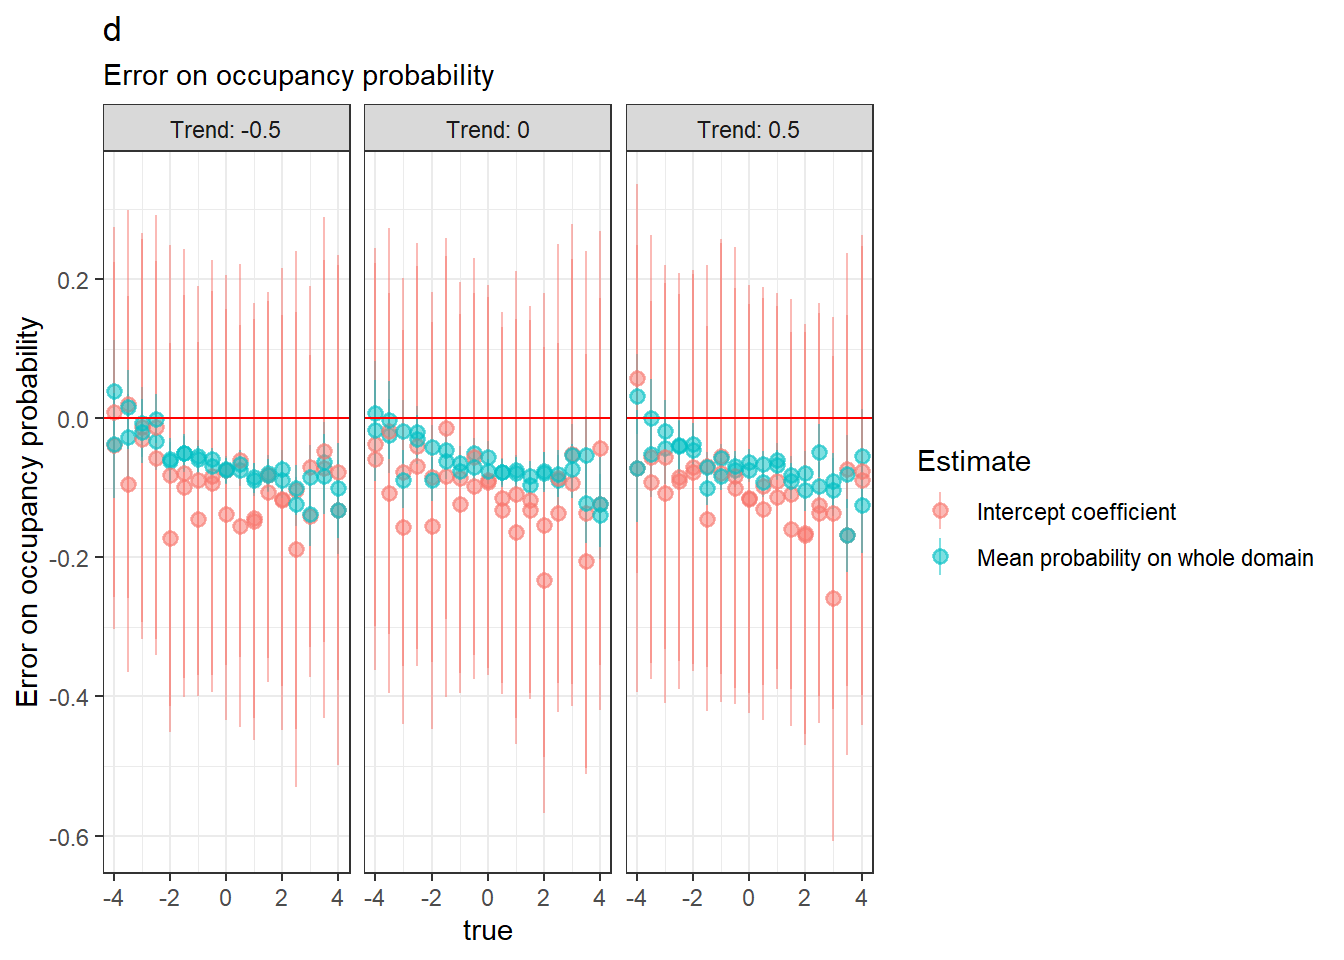 d
Error on occupancy probability
Trend: -0.5
Trend: 0
Trend: 0.5
Error on occupancy probability
0.2
0.0
-0.2
-0.4
-0.6
-4 -2 0 2 4
-4 -2 0 2 4
-4 -2 0 2 4
true
Estimate
Intercept coefficient
Mean probability on whole domain